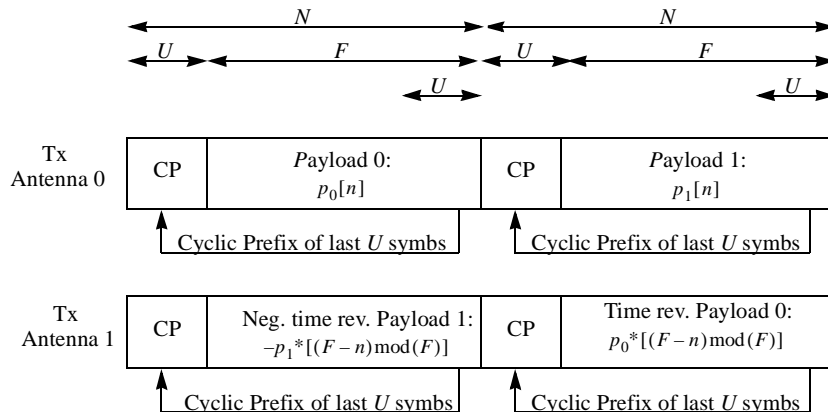 N N
U F U F
U U
Tx
Antenna 0
CP
Payload 0:
p₀[n]
CP
Payload 1:
p₁[n]
Cyclic Prefix of last U symbs
Cyclic Prefix of last U symbs
Tx
Antenna 1
CP
Neg. time rev. Payload 1:
–p₁*[(F–n)mod(F)]
CP
Time rev. Payload 0:
p₀*[(F–n)mod(F)]
Cyclic Prefix of last U symbs
Cyclic Prefix of last U symbs